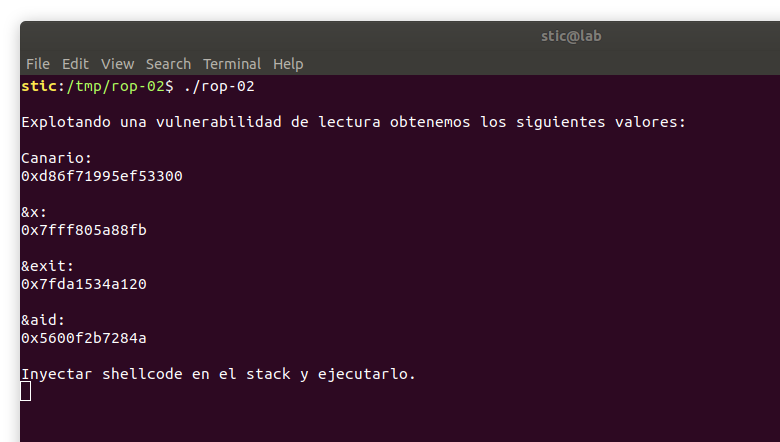 stic@lab
File Edit View Search Terminal Help
stic:/tmp/rop-02$ ./rop-02
Explotando una vulnerabilidad de lectura obtenemos los siguientes valores:
Canario:
0xd86f71995ef53300
&x:
0x7fff805a88fb
&exit:
0x7fda1534a120
&aid:
0x5600f2b7284a
Inyectar shellcode en el stack y ejecutarlo.